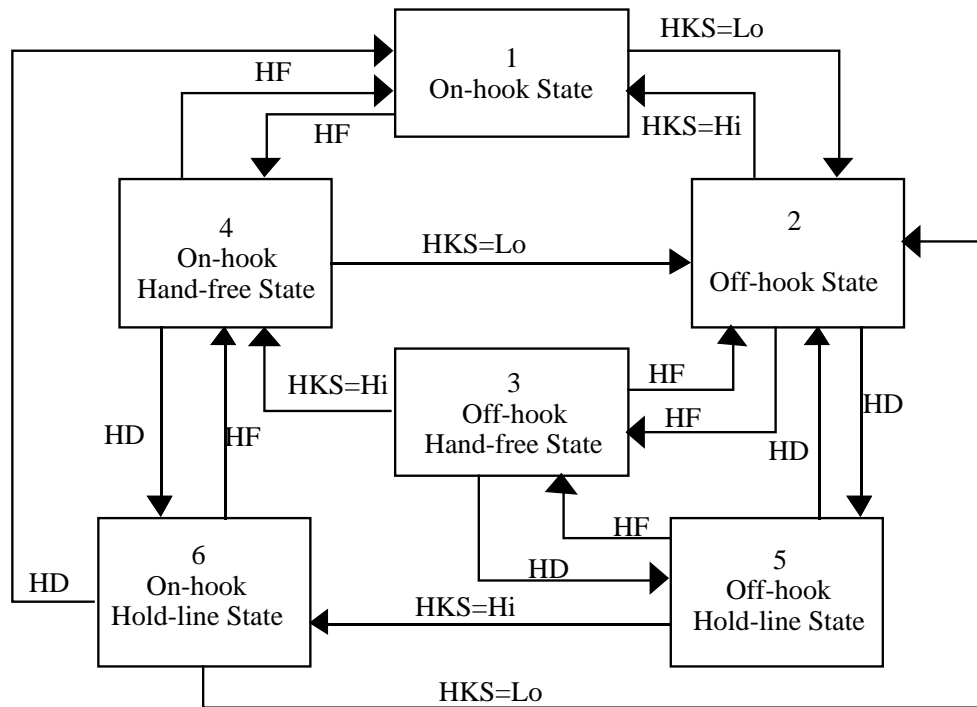 HKS=Lo
1
On-hook State
HF
HF
HKS=Hi
4
On-hook
Hand-free State
HKS=Lo
2
Off-hook State
HKS=Hi
3
Off-hook
Hand-free State
HF
HF
HD
HD
HF
HD
6
On-hook
Hold-line State
HD
HF
HD
HKS=Hi
5
Off-hook
Hold-line State
HKS=Lo